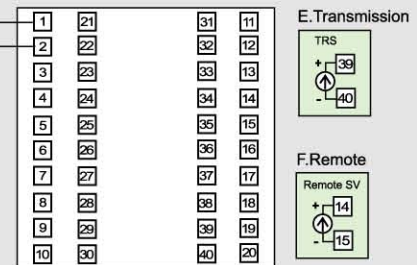 1 21 31 11
2 22 32 12
3 23 33 13
4 24 34 14
5 25 35 15
6 26 36 16
7 27 37 17
8 28 38 18
9 29 39 19
10 30 40 20
E.Transmission
TRS
+ 39
- 40
F.Remote
Remote SV
+ 14
- 15